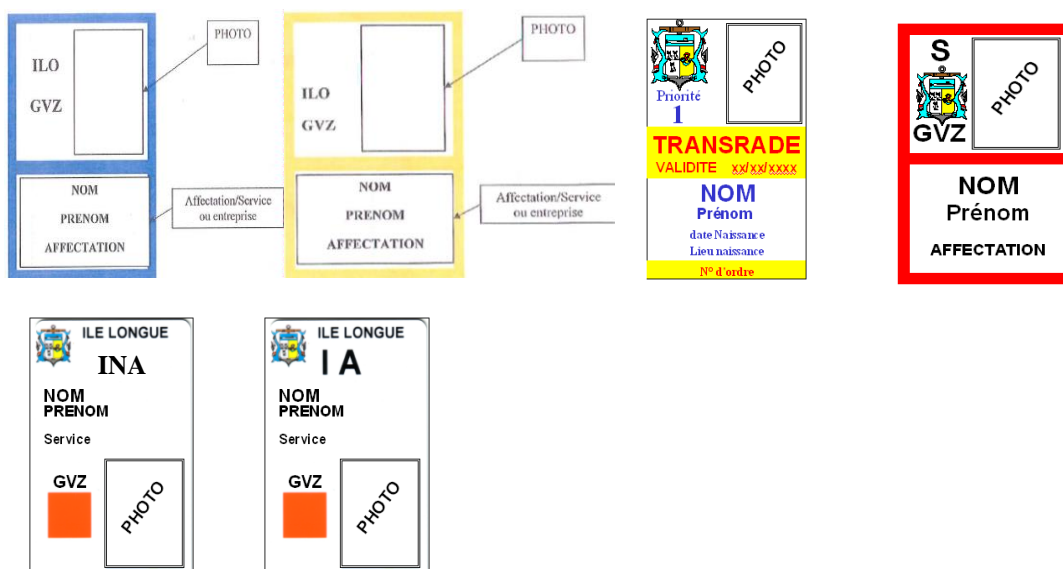 PHOTO
ILO
GVZ
NOM
PRENOM
AFFECTATION
Affectation/Service
ou entreprise
PHOTO
ILO
GVZ
NOM
PRENOM
AFFECTATION
Affectation/Service
ou entreprise
PHOTO
Priorité
1
TRANSRADE
VALIDITE xx/xx/xxxx
NOM
Prénom
date Naissance
Lieu naissance
N° d'ordre
S
GVZ
PHOTO
NOM
Prénom
AFFECTATION
ILE LONGUE
INA
NOM
PRENOM
Service
GVZ
PHOTO
ILE LONGUE
I A
NOM
PRENOM
Service
GVZ
PHOTO